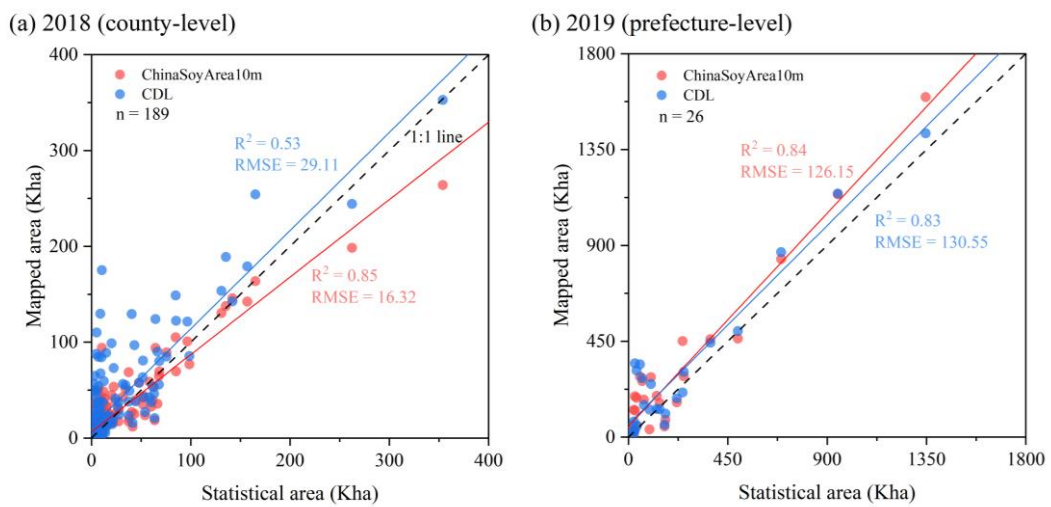 (a) 2018 (county-level)
400
300
200
100
0
0
100
200
300
400
Mapped area (Kha)
Statistical area (Kha)
ChinaSoyArea10m
CDL
n = 189
R² = 0.53
RMSE = 29.11
1:1 line
R² = 0.85
RMSE = 16.32
(b) 2019 (prefecture-level)
1800
1350
900
450
0
0
450
900
1350
1800
Mapped area (Kha)
Statistical area (Kha)
ChinaSoyArea10m
CDL
n = 26
R² = 0.84
RMSE = 126.15
R² = 0.83
RMSE = 130.55